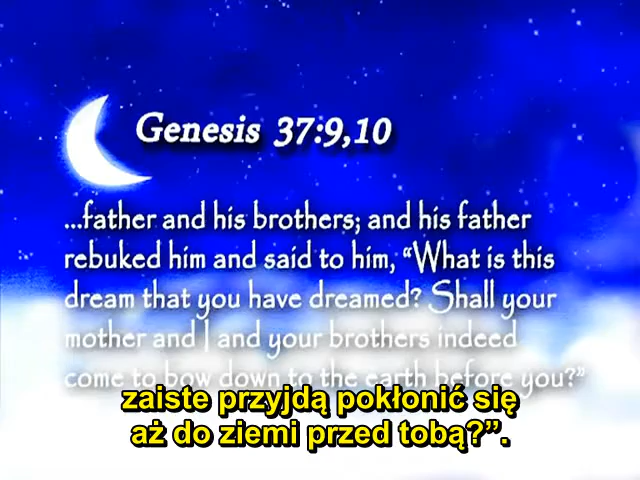 Genesis 37:9,10
...father and his brothers; and his father
rebuked him and said to him, “What is this
dream that you have dreamed? Shall your
mother and I and your brothers indeed
come to bow down to the earth before you?”
zaiste przyjdą pokłonić się
aż do ziemi przed tobą?”.